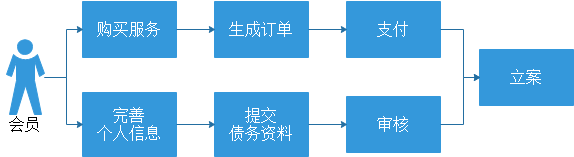 购买服务
生成订单
支付
立案
会员
完善
个人信息
提交
债务资料
审核